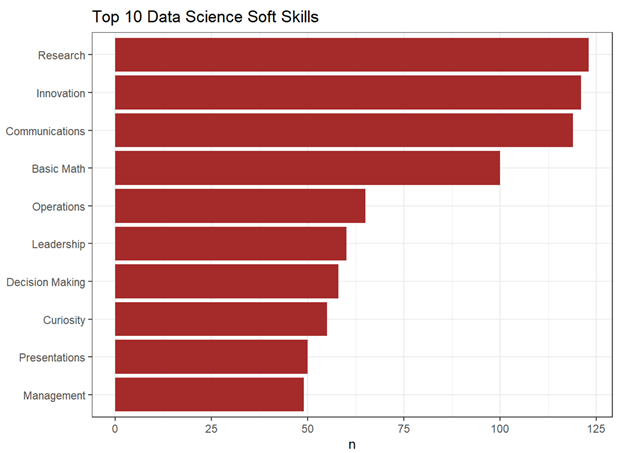 Top 10 Data Science Soft Skills
Research
Innovation
Communications
Basic Math
Operations
Leadership
Decision Making
Curiosity
Presentations
Management
0 25 50 75 100 125
n